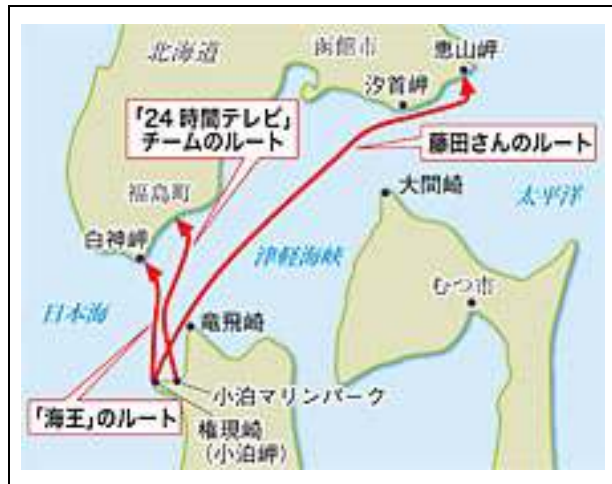 北海道
函館市
恵山岬
汐首岬
「24時間テレビ」
チームのルート
藤田さんのルート
福島町
大間崎
太平洋
白神岬
津軽海峡
むつ市
日本海
竜飛崎
小泊マリンパーク
「海王」のルート
権現崎
(小泊岬)